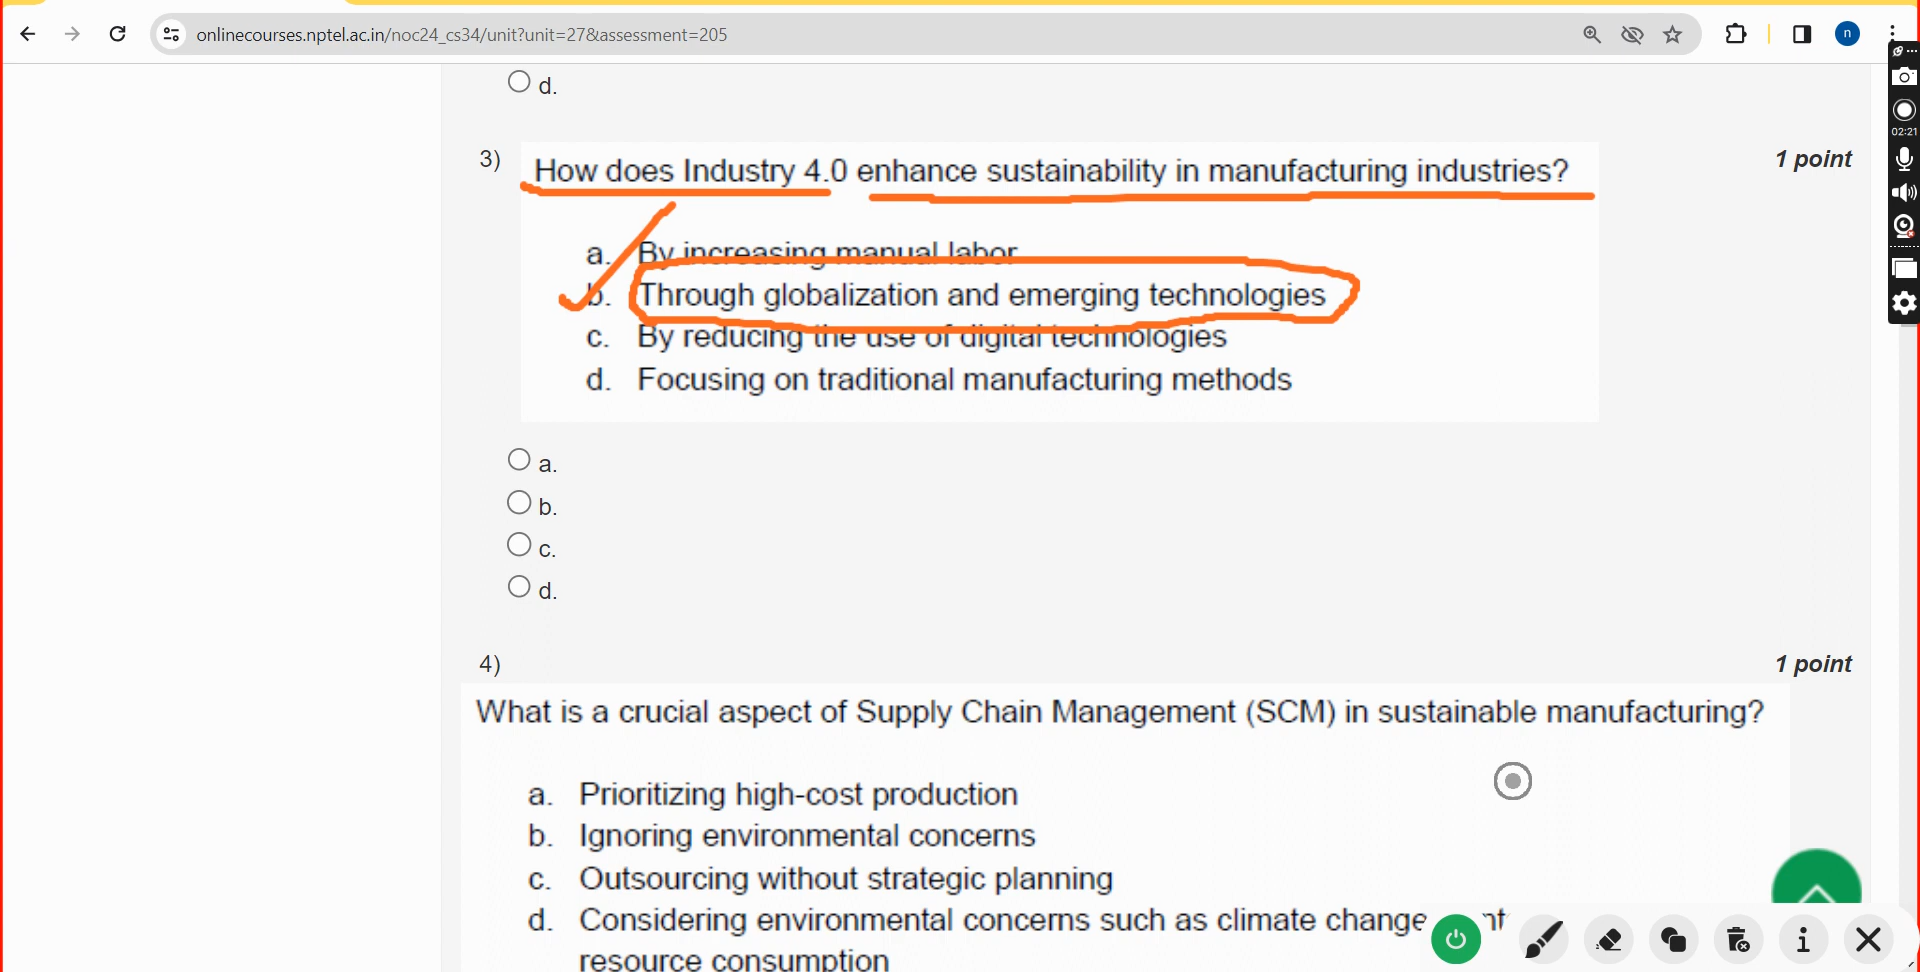 onlinecourses.nptel.ac.in/noc24_cs34/unit?unit=27&assessment=205
n
d.
02:21
3)
How does Industry 4.0 enhance sustainability in manufacturing industries?
1 point
a. By increasing manual labor
b. Through globalization and emerging technologies
c. By reducing the use of digital technologies
d. Focusing on traditional manufacturing methods
a.
b.
c.
d.
4)
1 point
What is a crucial aspect of Supply Chain Management (SCM) in sustainable manufacturing?
a. Prioritizing high-cost production
b. Ignoring environmental concerns
c. Outsourcing without strategic planning
d. Considering environmental concerns such as climate change
resource consumption